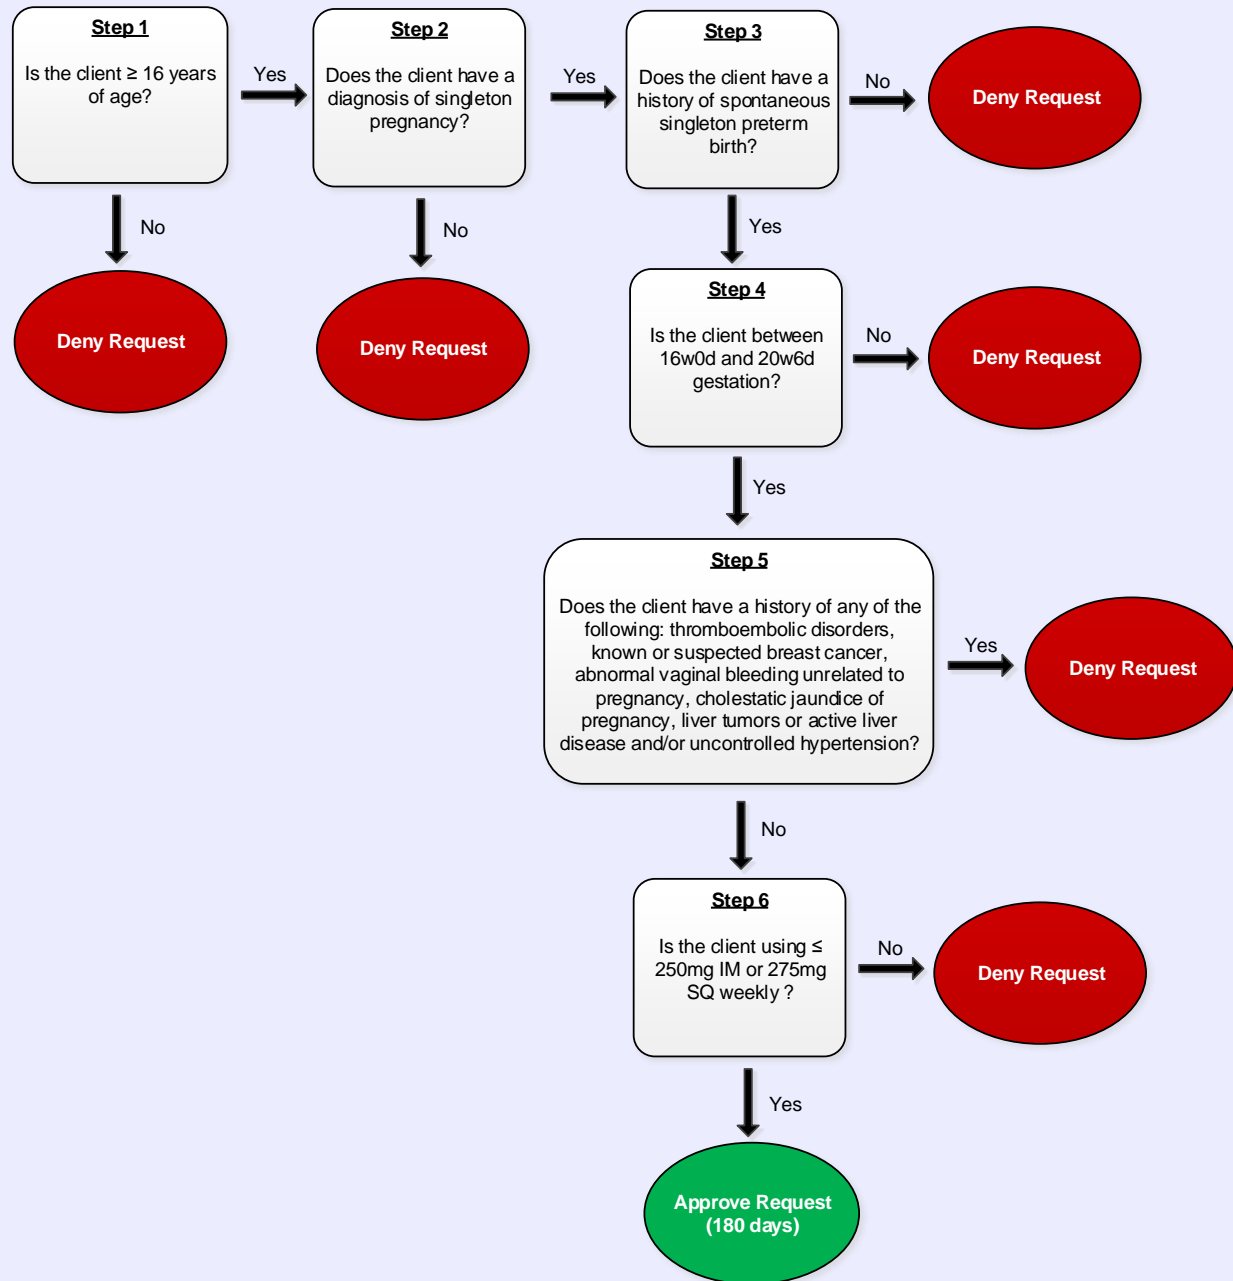 Step 1
Is the client ≥ 16 years
of age?
Yes
No
Deny Request
Step 2
Does the client have a
diagnosis of singleton
pregnancy?
Yes
No
Deny Request
Step 3
Does the client have a
history of spontaneous
singleton preterm
birth?
No
Deny Request
Yes
Step 4
Is the client between
16w0d and 20w6d
gestation?
No
Deny Request
Yes
Step 5
Does the client have a history of any of the
following: thromboembolic disorders,
known or suspected breast cancer,
abnormal vaginal bleeding unrelated to
pregnancy, cholestatic jaundice of
pregnancy, liver tumors or active liver
disease and/or uncontrolled hypertension?
Yes
Deny Request
No
Step 6
Is the client using ≤
250mg IM or 275mg
SQ weekly ?
No
Deny Request
Yes
Approve Request
(180 days)